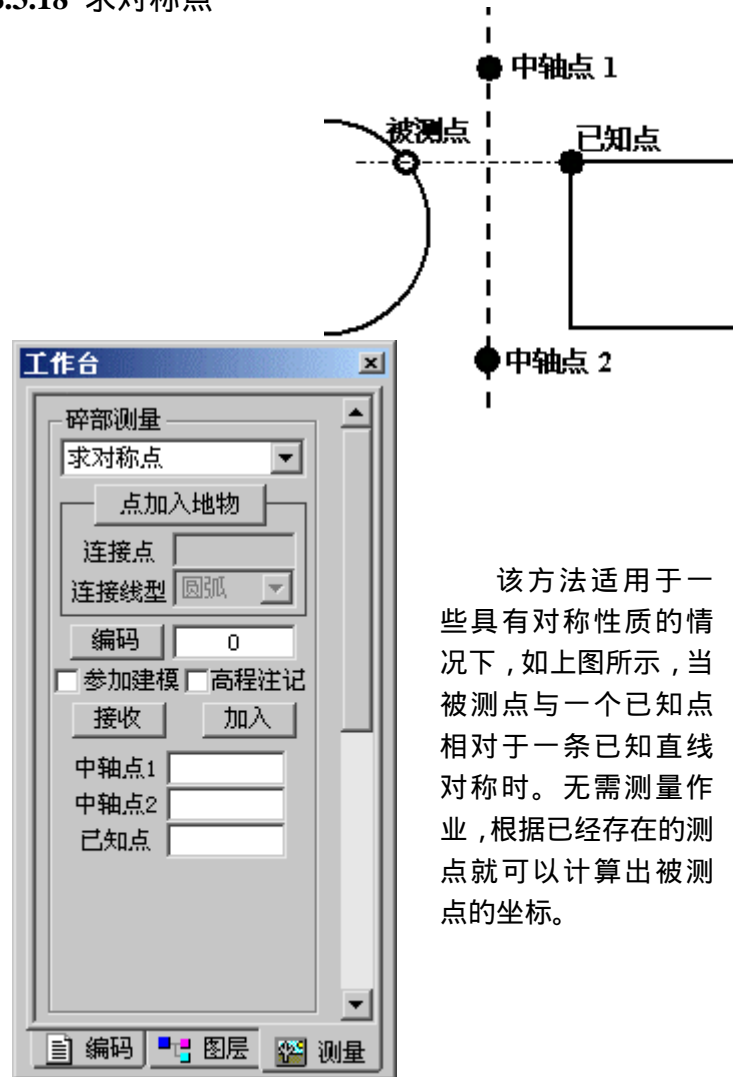 .3.18 求对称点
中轴点 1
被测点
已知点
中轴点 2
工作台
碎部测量
求对称点
点加入地物
连接点
连接线型 圆弧
编码 0
参加建模 高程注记
接收 加入
中轴点1
中轴点2
已知点
编码 图层 测量
该方法适用于一
些具有对称性质的情
况下,如上图所示,当
被测点与一个已知点
相对于一条已知直线
对称时。无需测量作
业,根据已经存在的测
点就可以计算出被测
点的坐标。